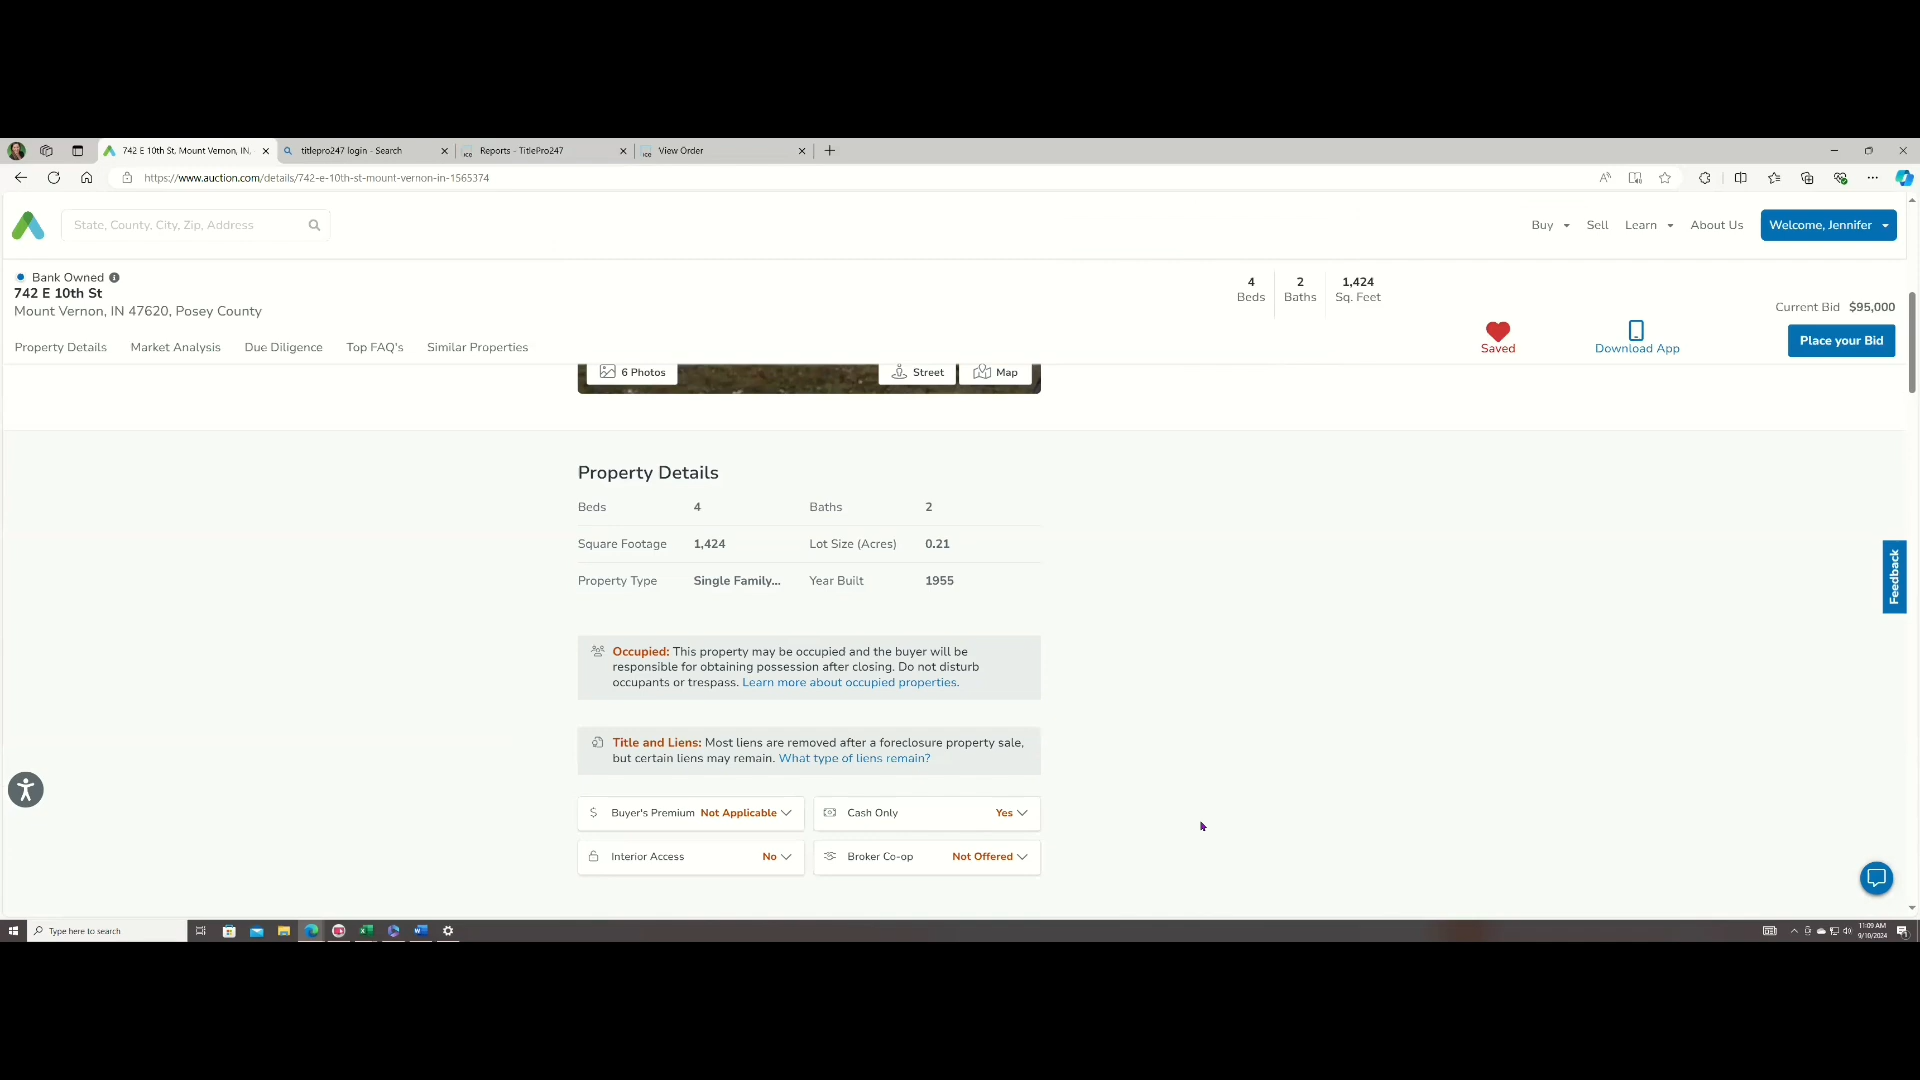 742 E 10th St, Mount Vernon, IN,
titlepro247 login - Search
Reports - TitlePro247
View Order
https://www.auction.com/details/742-e-10th-st-mount-vernon-in-1565374
State, County, City, Zip, Address
Buy
Sell
Learn
About Us
Welcome, Jennifer
Bank Owned
742 E 10th St
Mount Vernon, IN 47620, Posey County
4
Beds
2
Baths
1,424
Sq. Feet
Current Bid $95,000
Property Details
Market Analysis
Due Diligence
Top FAQ's
Similar Properties
Saved
Download App
Place your Bid
6 Photos
Street
Map
Property Details
Beds 4 Baths 2
Square Footage 1,424 Lot Size (Acres) 0.21
Property Type Single Family... Year Built 1955
Feedback
Occupied: This property may be occupied and the buyer will be
responsible for obtaining possession after closing. Do not disturb
occupants or trespass. Learn more about occupied properties.
Title and Liens: Most liens are removed after a foreclosure property sale,
but certain liens may remain. What type of liens remain?
Buyer's Premium Not Applicable
Cash Only Yes
Interior Access No
Broker Co-op Not Offered
Type here to search
11:09 AM
9/10/2024